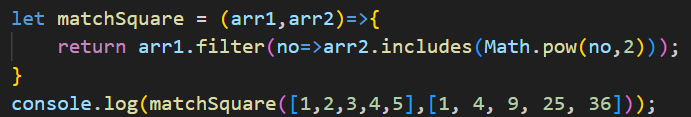 let matchSquare = (arr1,arr2)=>{
    return arr1.filter(no=>arr2.includes(Math.pow(no,2)));
}
console.log(matchSquare([1,2,3,4,5],[1, 4, 9, 25, 36]));